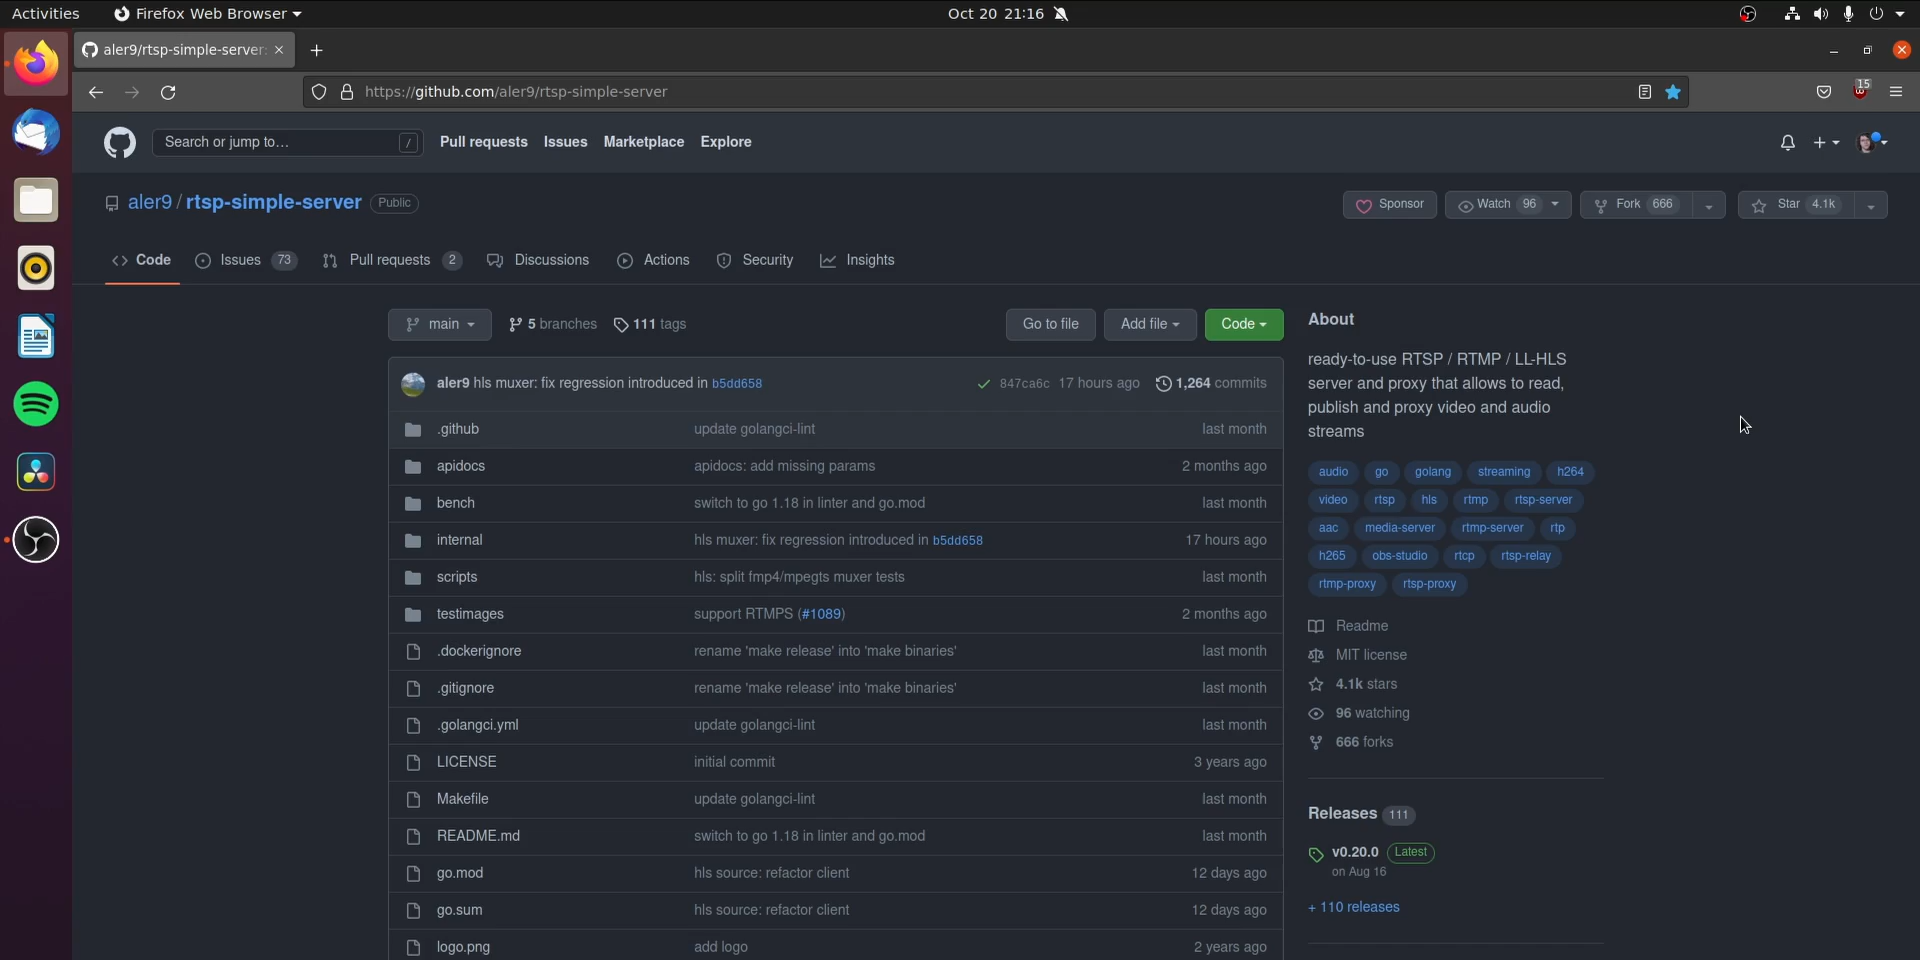 Activities Firefox Web Browser Oct 20 21:16
aler9/rtsp-simple-server:
https://github.com/aler9/rtsp-simple-server 15
Search or jump to... / Pull requests Issues Marketplace Explore
aler9 / rtsp-simple-server Public Sponsor Watch 96 Fork 666 Star 4.1k
Code Issues 73 Pull requests 2 Discussions Actions Security Insights
main 5 branches 111 tags Go to file Add file Code
aler9 hls muxer: fix regression introduced in b5dd658 847ca6c 17 hours ago 1,264 commits
.github update golangci-lint last month
apidocs apidocs: add missing params 2 months ago
bench switch to go 1.18 in linter and go.mod last month
internal hls muxer: fix regression introduced in b5dd658 17 hours ago
scripts hls: split fmp4/mpegts muxer tests last month
testimages support RTMPS (#1089) 2 months ago
.dockerignore rename 'make release' into 'make binaries' last month
.gitignore rename 'make release' into 'make binaries' last month
.golangci.yml update golangci-lint last month
LICENSE initial commit 3 years ago
Makefile update golangci-lint last month
README.md switch to go 1.18 in linter and go.mod last month
go.mod hls source: refactor client 12 days ago
go.sum hls source: refactor client 12 days ago
logo.png add logo 2 years ago
About
ready-to-use RTSP / RTMP / LL-HLS
server and proxy that allows to read,
publish and proxy video and audio
streams
audio go golang streaming h264
video rtsp hls rtmp rtsp-server
aac media-server rtmp-server rtp
h265 obs-studio rtcp rtsp-relay
rtmp-proxy rtsp-proxy
Readme
MIT license
4.1k stars
96 watching
666 forks
Releases 111
v0.20.0 Latest
on Aug 16
+ 110 releases